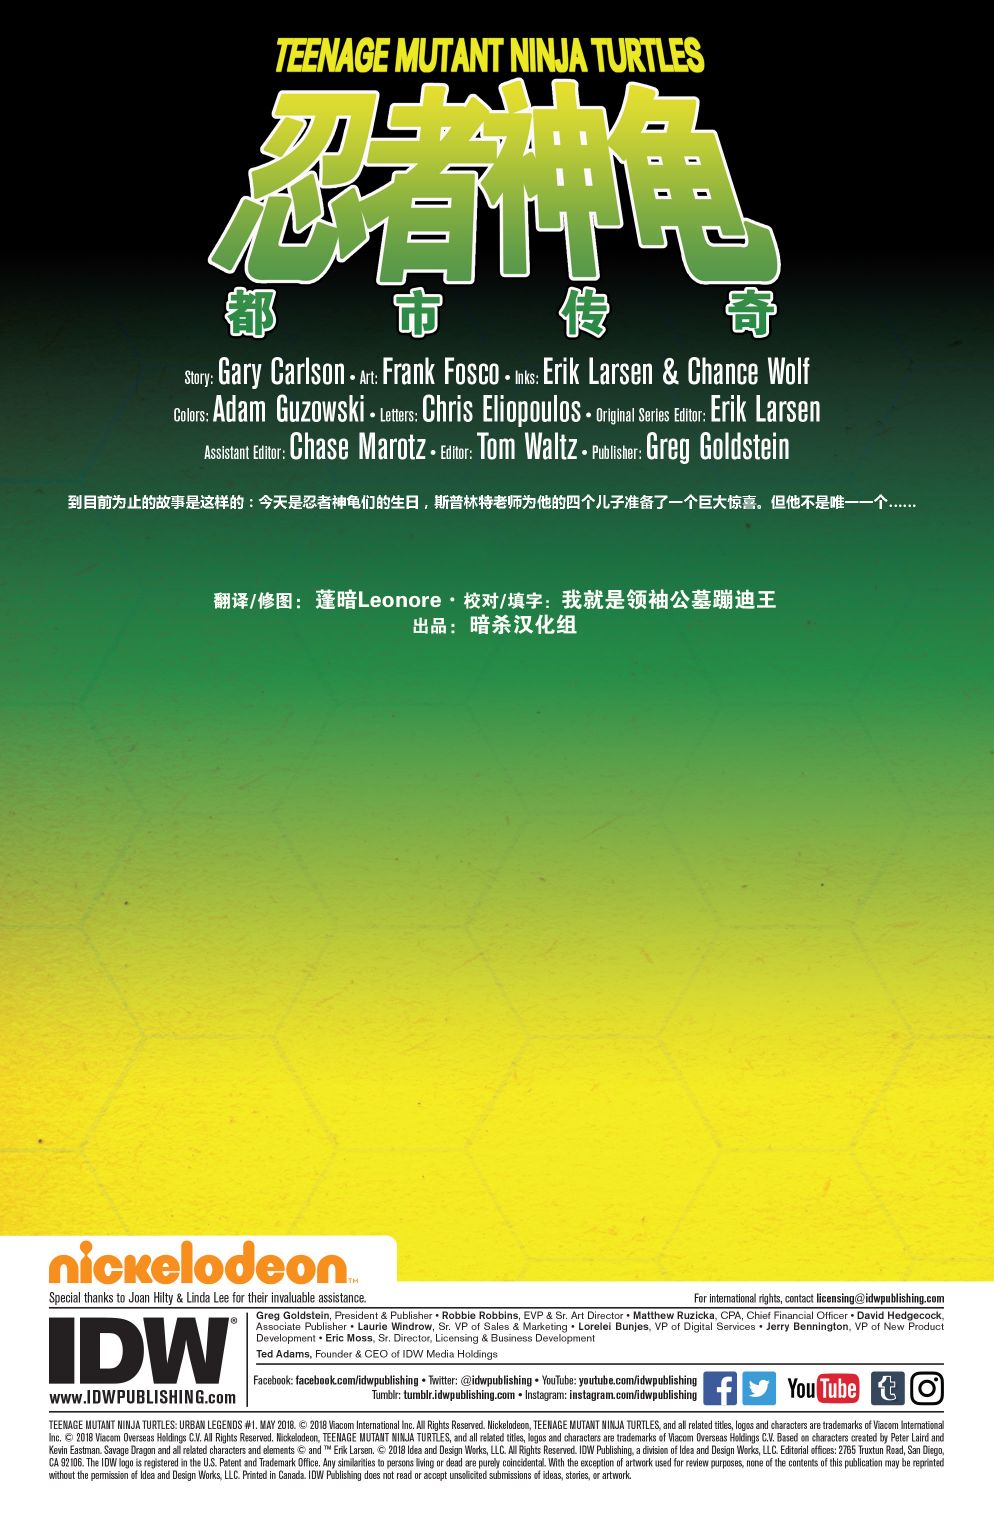 TEENAGE MUTANT NINJA TURTLES
忍者神龟
都市传奇
Story: Gary Carlson • Art: Frank Fosco • Inks: Erik Larsen & Chance Wolf
Colors: Adam Guzowski • Letters: Chris Eliopoulos • Original Series Editor: Erik Larsen
Assistant Editor: Chase Marotz • Editor: Tom Waltz • Publisher: Greg Goldstein
到目前为止的故事是这样的：今天是忍者神龟们的生日，斯普林特老师为他的四个儿子准备了一个巨大惊喜。但他不是唯一一个……
翻译/修图： 蓬暗Leonore · 校对/填字：我就是领袖公墓蹦迪王
出品： 暗杀汉化组
nickelodeon™
Special thanks to Joan Hilty & Linda Lee for their invaluable assistance.
For international rights, contact licensing@idwpublishing.com
IDW®
www.IDWPUBLISHING.com
Greg Goldstein, President & Publisher • Robbie Robbins, EVP & Sr. Art Director • Matthew Ruzicka, CPA, Chief Financial Officer • David Hedgecock,
Associate Publisher • Laurie Windrow, Sr. VP of Sales & Marketing • Lorelei Bunjes, VP of Digital Services • Jerry Bennington, VP of New Product
Development • Eric Moss, Sr. Director, Licensing & Business Development
Ted Adams, Founder & CEO of IDW Media Holdings
Facebook: facebook.com/idwpublishing • Twitter: @idwpublishing • YouTube: youtube.com/idwpublishing
Tumblr: tumblr.idwpublishing.com • Instagram: instagram.com/idwpublishing
f YouTube t
TEENAGE MUTANT NINJA TURTLES: URBAN LEGENDS #1. MAY 2018. © 2018 Viacom International Inc. All Rights Reserved. Nickelodeon, TEENAGE MUTANT NINJA TURTLES, and all related titles, logos and characters are trademarks of Viacom International
Inc. © 2018 Viacom Overseas Holdings C.V. All Rights Reserved. Nickelodeon, TEENAGE MUTANT NINJA TURTLES, and all related titles, logos and characters are trademarks of Viacom Overseas Holdings C.V. Based on characters created by Peter Laird and
Kevin Eastman. Savage Dragon and all related characters and elements © and ™ Erik Larsen. © 2018 Idea and Design Works, LLC. All Rights Reserved. IDW Publishing, a division of Idea and Design Works, LLC. Editorial offices: 2765 Truxtun Road, San Diego,
CA 92106. The IDW logo is registered in the U.S. Patent and Trademark Office. Any similarities to persons living or dead are purely coincidental. With the exception of artwork used for review purposes, none of the contents of this publication may be reprinted
without the permission of Idea and Design Works, LLC. Printed in Canada. IDW Publishing does not read or accept unsolicited submissions of ideas, stories, or artwork.